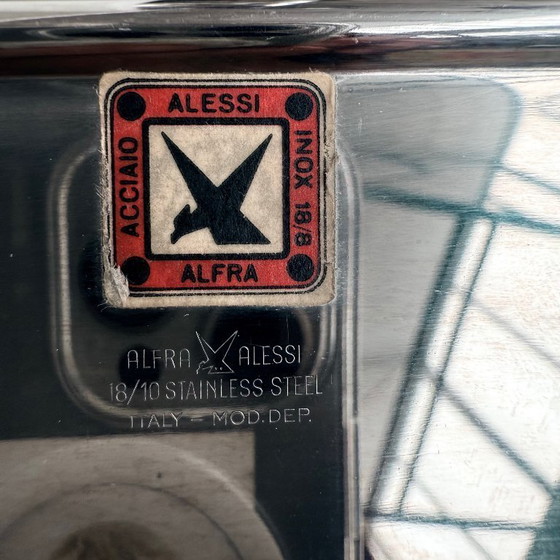 ALESSI
ACCIAIO
INOX 18/8
ALFRA
ALFRA ALESSI
18/10 STAINLESS STEEL
ITALY - MOD.DEP.